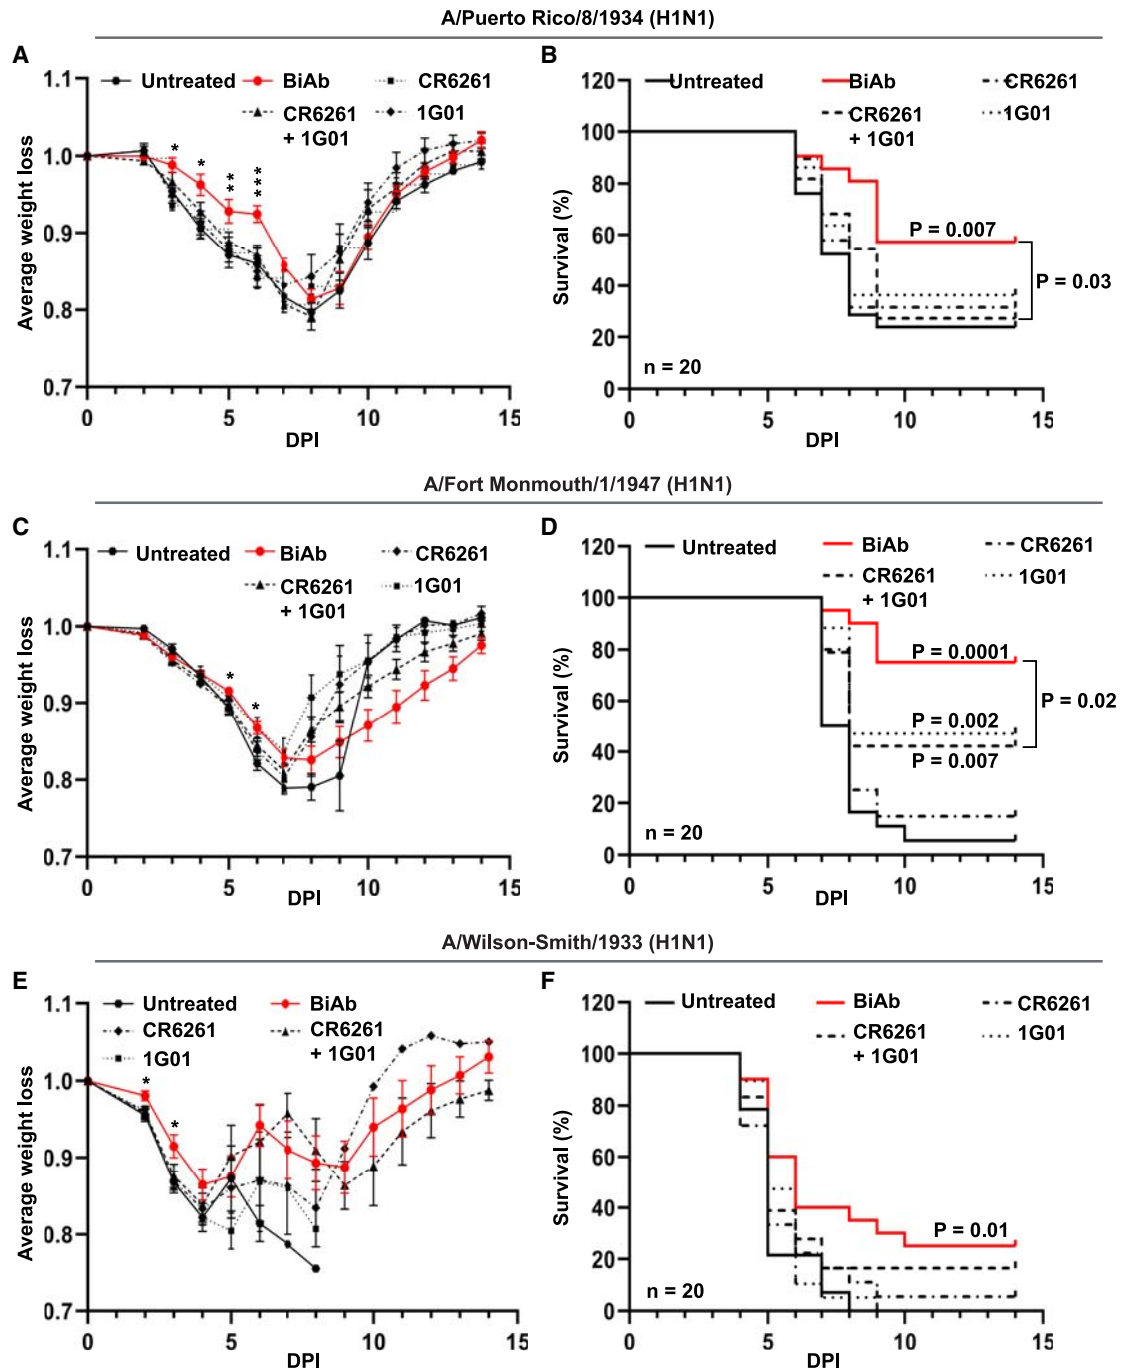 A/Puerto Rico/8/1934 (H1N1)
A
B
Untreated
BiAb
CR6261
CR6261
+ 1G01
1G01
Average weight loss
1.1
1.0
0.9
0.8
0.7
*
*
**
***
0
5
10
15
DPI
Untreated
BiAb
CR6261
CR6261
+ 1G01
1G01
Survival (%)
120
100
80
60
40
20
0
P = 0.007
P = 0.03
n = 20
0
5
10
15
DPI
A/Fort Monmouth/1/1947 (H1N1)
C
D
Untreated
BiAb
CR6261
CR6261
+ 1G01
1G01
Average weight loss
1.1
1.0
0.9
0.8
0.7
*
*
0
5
10
15
DPI
Untreated
BiAb
CR6261
CR6261
+ 1G01
1G01
Survival (%)
120
100
80
60
40
20
0
P = 0.0001
P = 0.02
P = 0.002
P = 0.007
n = 20
0
5
10
15
DPI
A/Wilson-Smith/1933 (H1N1)
E
F
Untreated
BiAb
CR6261
CR6261
+ 1G01
1G01
Average weight loss
1.1
1.0
0.9
0.8
0.7
*
*
0
5
10
15
DPI
Untreated
BiAb
CR6261
CR6261
+ 1G01
1G01
Survival (%)
120
100
80
60
40
20
0
P = 0.01
n = 20
0
5
10
15
DPI